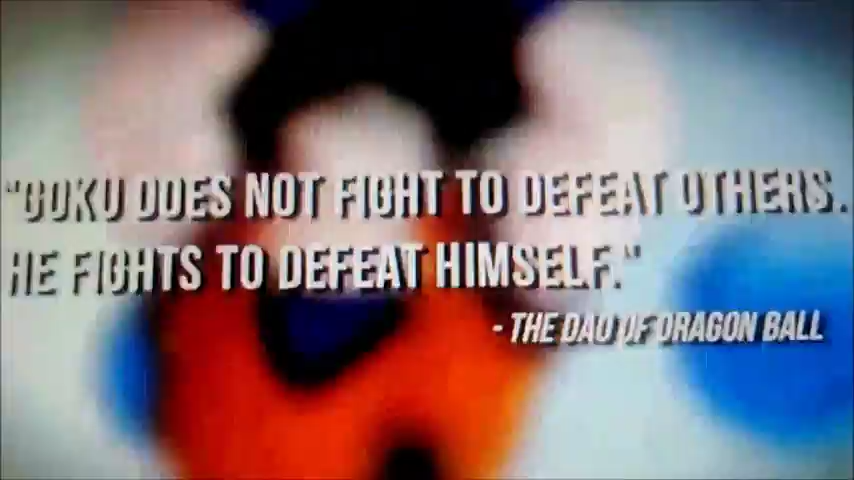 "GOKU DOES NOT FIGHT TO DEFEAT OTHERS.
HE FIGHTS TO DEFEAT HIMSELF."
- THE DAO OF DRAGON BALL